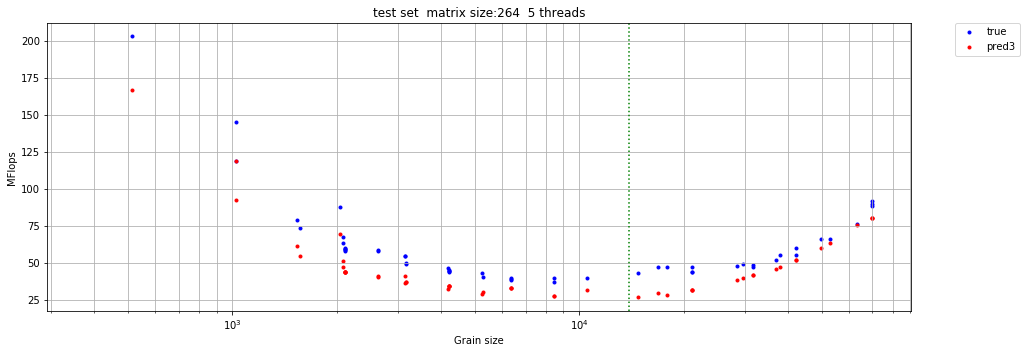 test set  matrix size:264  5 threads
true
pred3
MFlops
200
175
150
125
100
75
50
25
10³
10⁴
Grain size